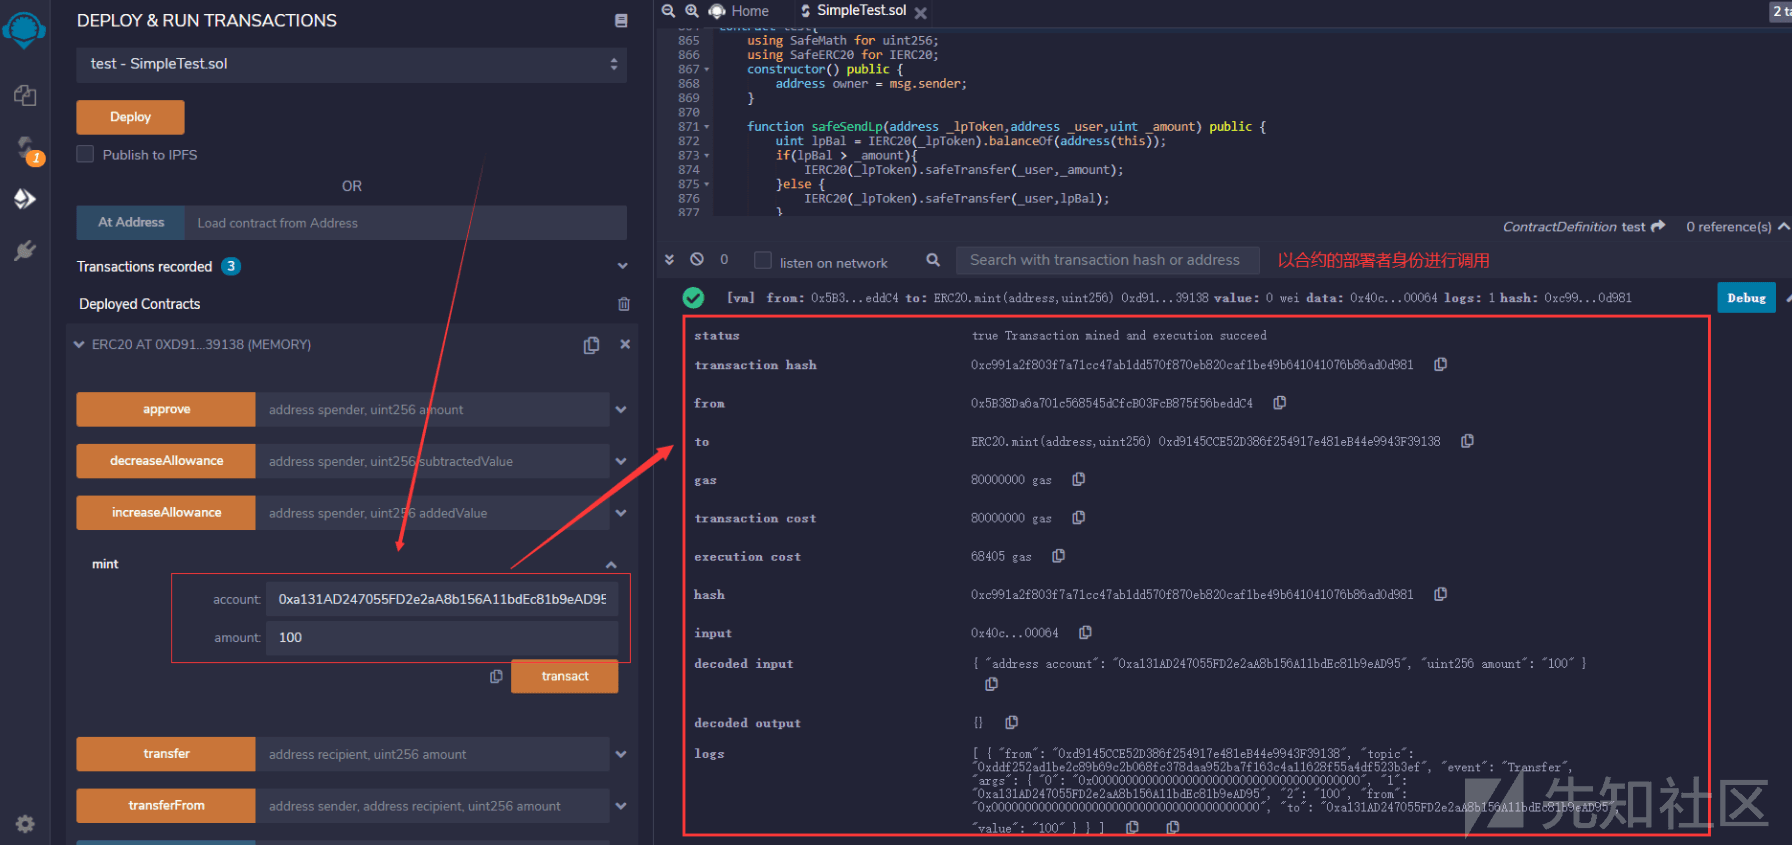 DEPLOY & RUN TRANSACTIONS
test - SimpleTest.sol
Deploy
Publish to IPFS
OR
At Address Load contract from Address
Transactions recorded 3
Deployed Contracts
ERC20 AT 0XD91...39138 (MEMORY)
approve address spender, uint256 amount
decreaseAllowance address spender, uint256 subtractedValue
increaseAllowance address spender, uint256 addedValue
mint
account: 0xa131AD247055FD2e2aA8b156A11bdEc81b9eAD95
amount: 100
transact
transfer address recipient, uint256 amount
transferFrom address sender, address recipient, uint256 amount
1
Home SimpleTest.sol
2 ta
865 using SafeMath for uint256;
866 using SafeERC20 for IERC20;
867 constructor() public {
868 address owner = msg.sender;
869 }
870
871 function safeSendLp(address _lpToken,address _user,uint _amount) public {
872 uint lpBal = IERC20(_lpToken).balanceOf(address(this));
873 if(lpBal > _amount){
874 IERC20(_lpToken).safeTransfer(_user,_amount);
875 }else {
876 IERC20(_lpToken).safeTransfer(_user,lpBal);
877 }
ContractDefinition test 0 reference(s)
0 listen on network Search with transaction hash or address 以合约的部署者身份进行调用
[vm] from: 0x5B3...eddC4 to: ERC20.mint(address,uint256) 0xd91...39138 value: 0 wei data: 0x40c...00064 logs: 1 hash: 0xc99...0d981 Debug
status true Transaction mined and execution succeed
transaction hash 0xc991a2f803f7a71cc47ab1dd570f870eb820caf1be49b641041076b86ad0d981
from 0x5B38Da6a701c568545dCfcB03FcB875f56beddC4
to ERC20.mint(address,uint256) 0xd9145CCE52D386f254917e481eB44e9943F39138
gas 80000000 gas
transaction cost 80000000 gas
execution cost 68405 gas
hash 0xc991a2f803f7a71cc47ab1dd570f870eb820caf1be49b641041076b86ad0d981
input 0x40c...00064
decoded input { "address account": "0xa131AD247055FD2e2aA8b156A11bdEc81b9eAD95", "uint256 amount": "100" }
decoded output {}
logs [ { "from": "0xd9145CCE52D386f254917e481eB44e9943F39138", "topic":
"0xddf252ad1be2c89b69c2b068fc378daa952ba7f163c4a11628f55a4df523b3ef", "event": "Transfer",
"args": { "0": "0x0000000000000000000000000000000000000000", "1":
"0xa131AD247055FD2e2aA8b156A11bdEc81b9eAD95", "2": "100", "from":
"0x0000000000000000000000000000000000000000", "to": "0xa131AD247055FD2e2aA8b156A11bdEc81b9eAD95",
"value": "100" } } ]
先知社区